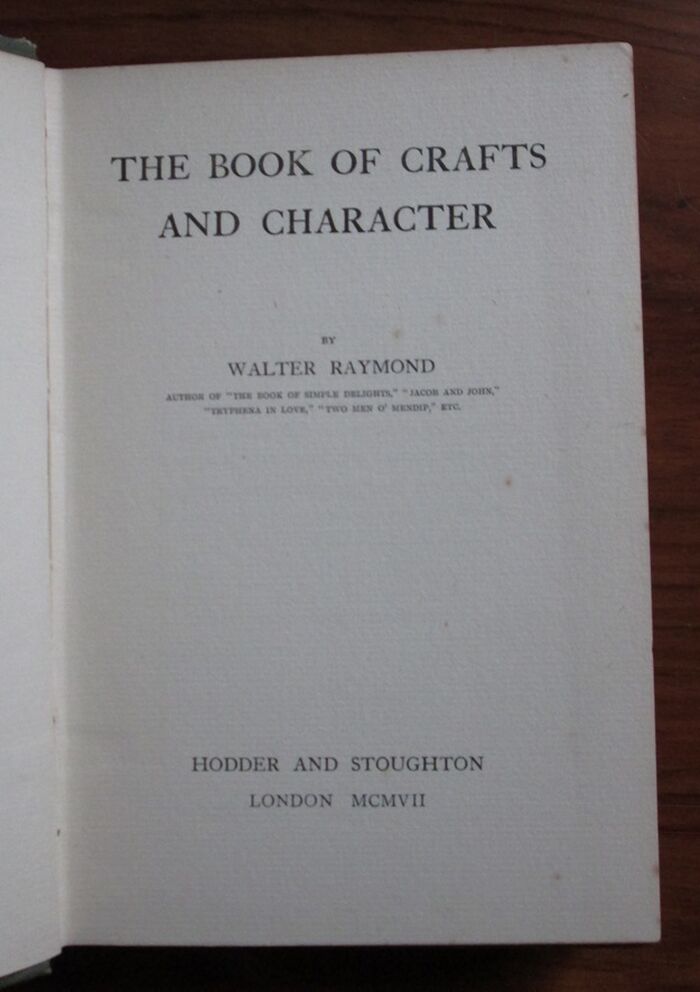 THE BOOK OF CRAFTS
AND CHARACTER
BY
WALTER RAYMOND
AUTHOR OF "THE BOOK OF SIMPLE DELIGHTS," "JACOB AND JOHN,"
"TRYPHENA IN LOVE," "TWO MEN O' MENDIP," ETC.
HODDER AND STOUGHTON
LONDON MCMVII